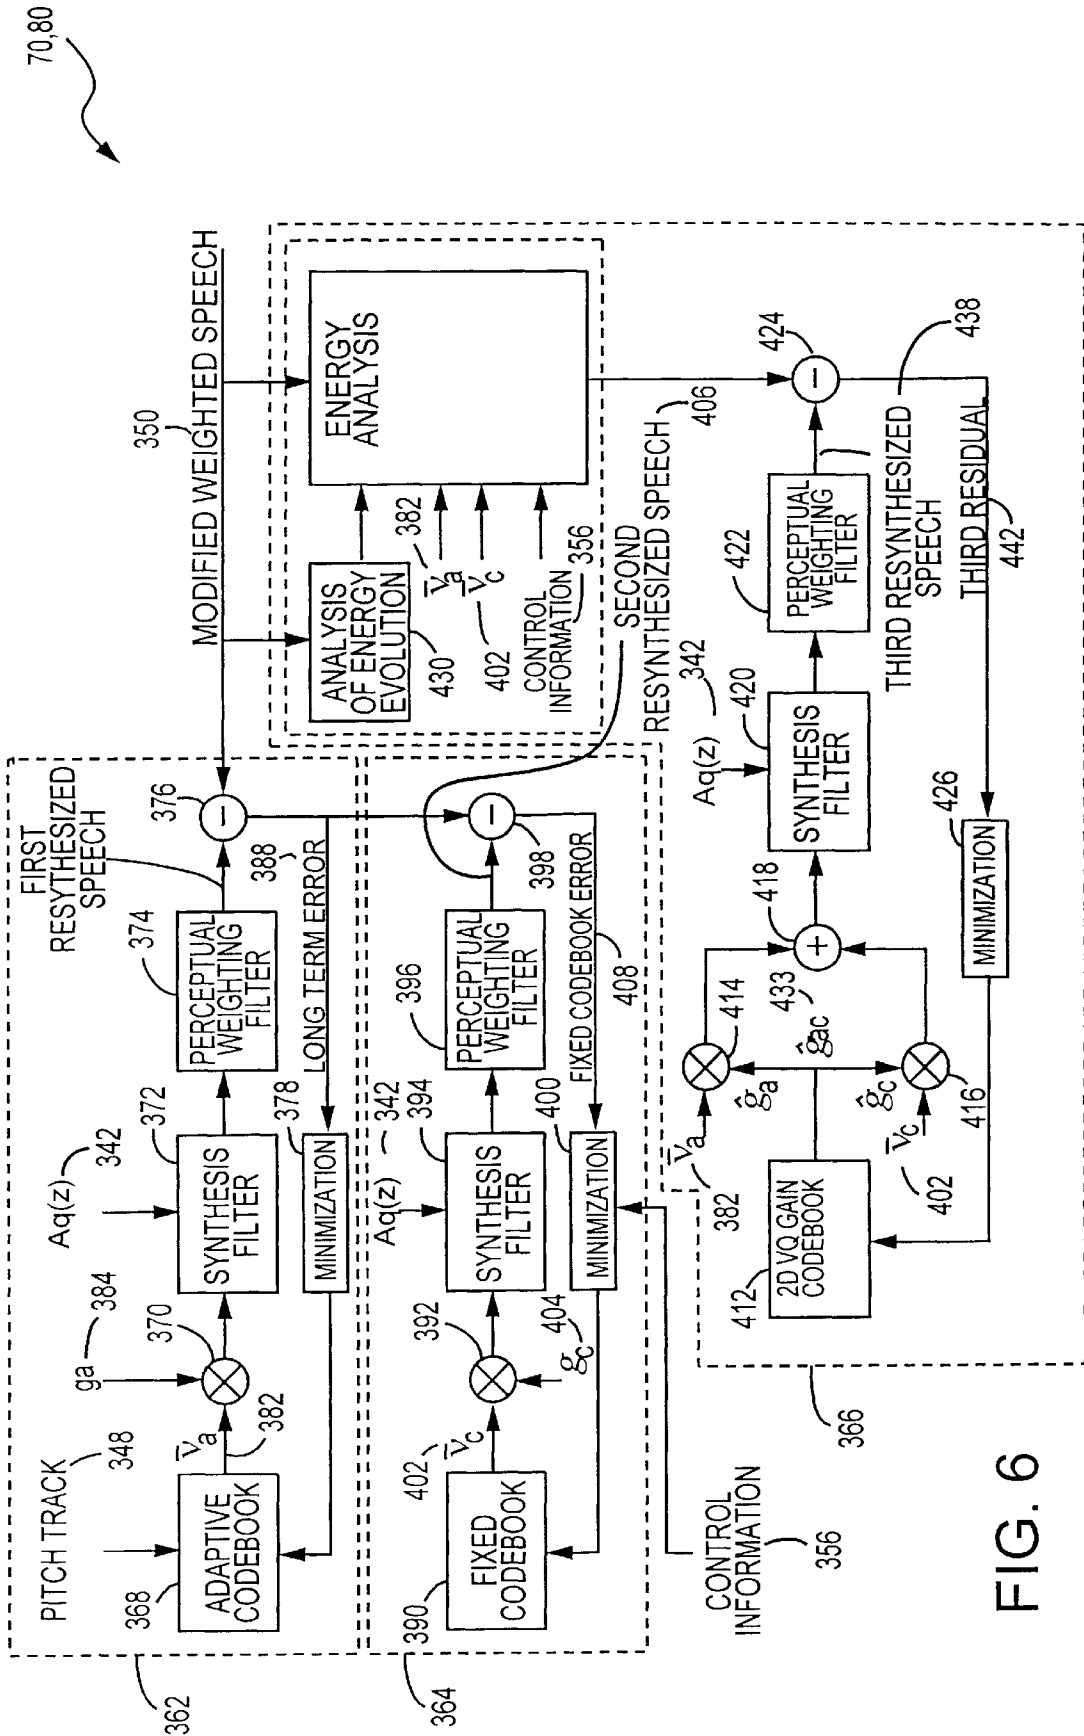 70,80
350
MODIFIED WEIGHTED SPEECH
FIRST
RESYTHESIZED
SPEECH
PITCH TRACK
348
ga
384
Aq(z)
342
368
ADAPTIVE
CODEBOOK
ν̄a
382
370
372
SYNTHESIS
FILTER
374
PERCEPTUAL
WEIGHTING
FILTER
376
−
388
LONG TERM ERROR
378
MINIMIZATION
362
390
FIXED
CODEBOOK
402
ν̄c
392
gc
404
Aq(z)
342
394
SYNTHESIS
FILTER
396
PERCEPTUAL
WEIGHTING
FILTER
−
398
FIXED CODEBOOK ERROR
408
400
MINIMIZATION
364
CONTROL
INFORMATION
356
ANALYSIS
OF ENERGY
EVOLUTION
430
ENERGY
ANALYSIS
382
ν̄a
ν̄c
402
CONTROL
INFORMATION
356
SECOND
RESYNTHESIZED SPEECH
406
412
2D VQ GAIN
CODEBOOK
ν̄a
382
414
ĝa
ĝac
433
ĝc
ν̄c
402
416
418
+
Aq(z)
342
420
SYNTHESIS
FILTER
422
PERCEPTUAL
WEIGHTING
FILTER
424
−
438
THIRD RESYNTHESIZED
SPEECH
THIRD RESIDUAL
442
426
MINIMIZATION
366
FIG. 6